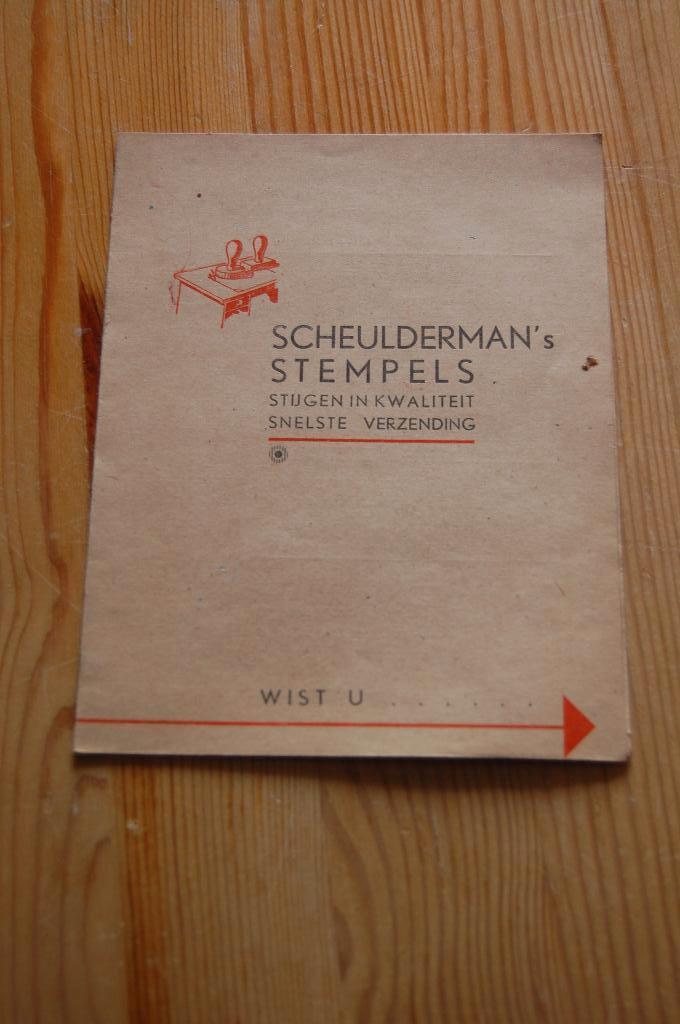 SCHEULDERMAN's
STEMPELS
STIJGEN IN KWALITEIT
SNELSTE VERZENDING
WIST U . . . . . .